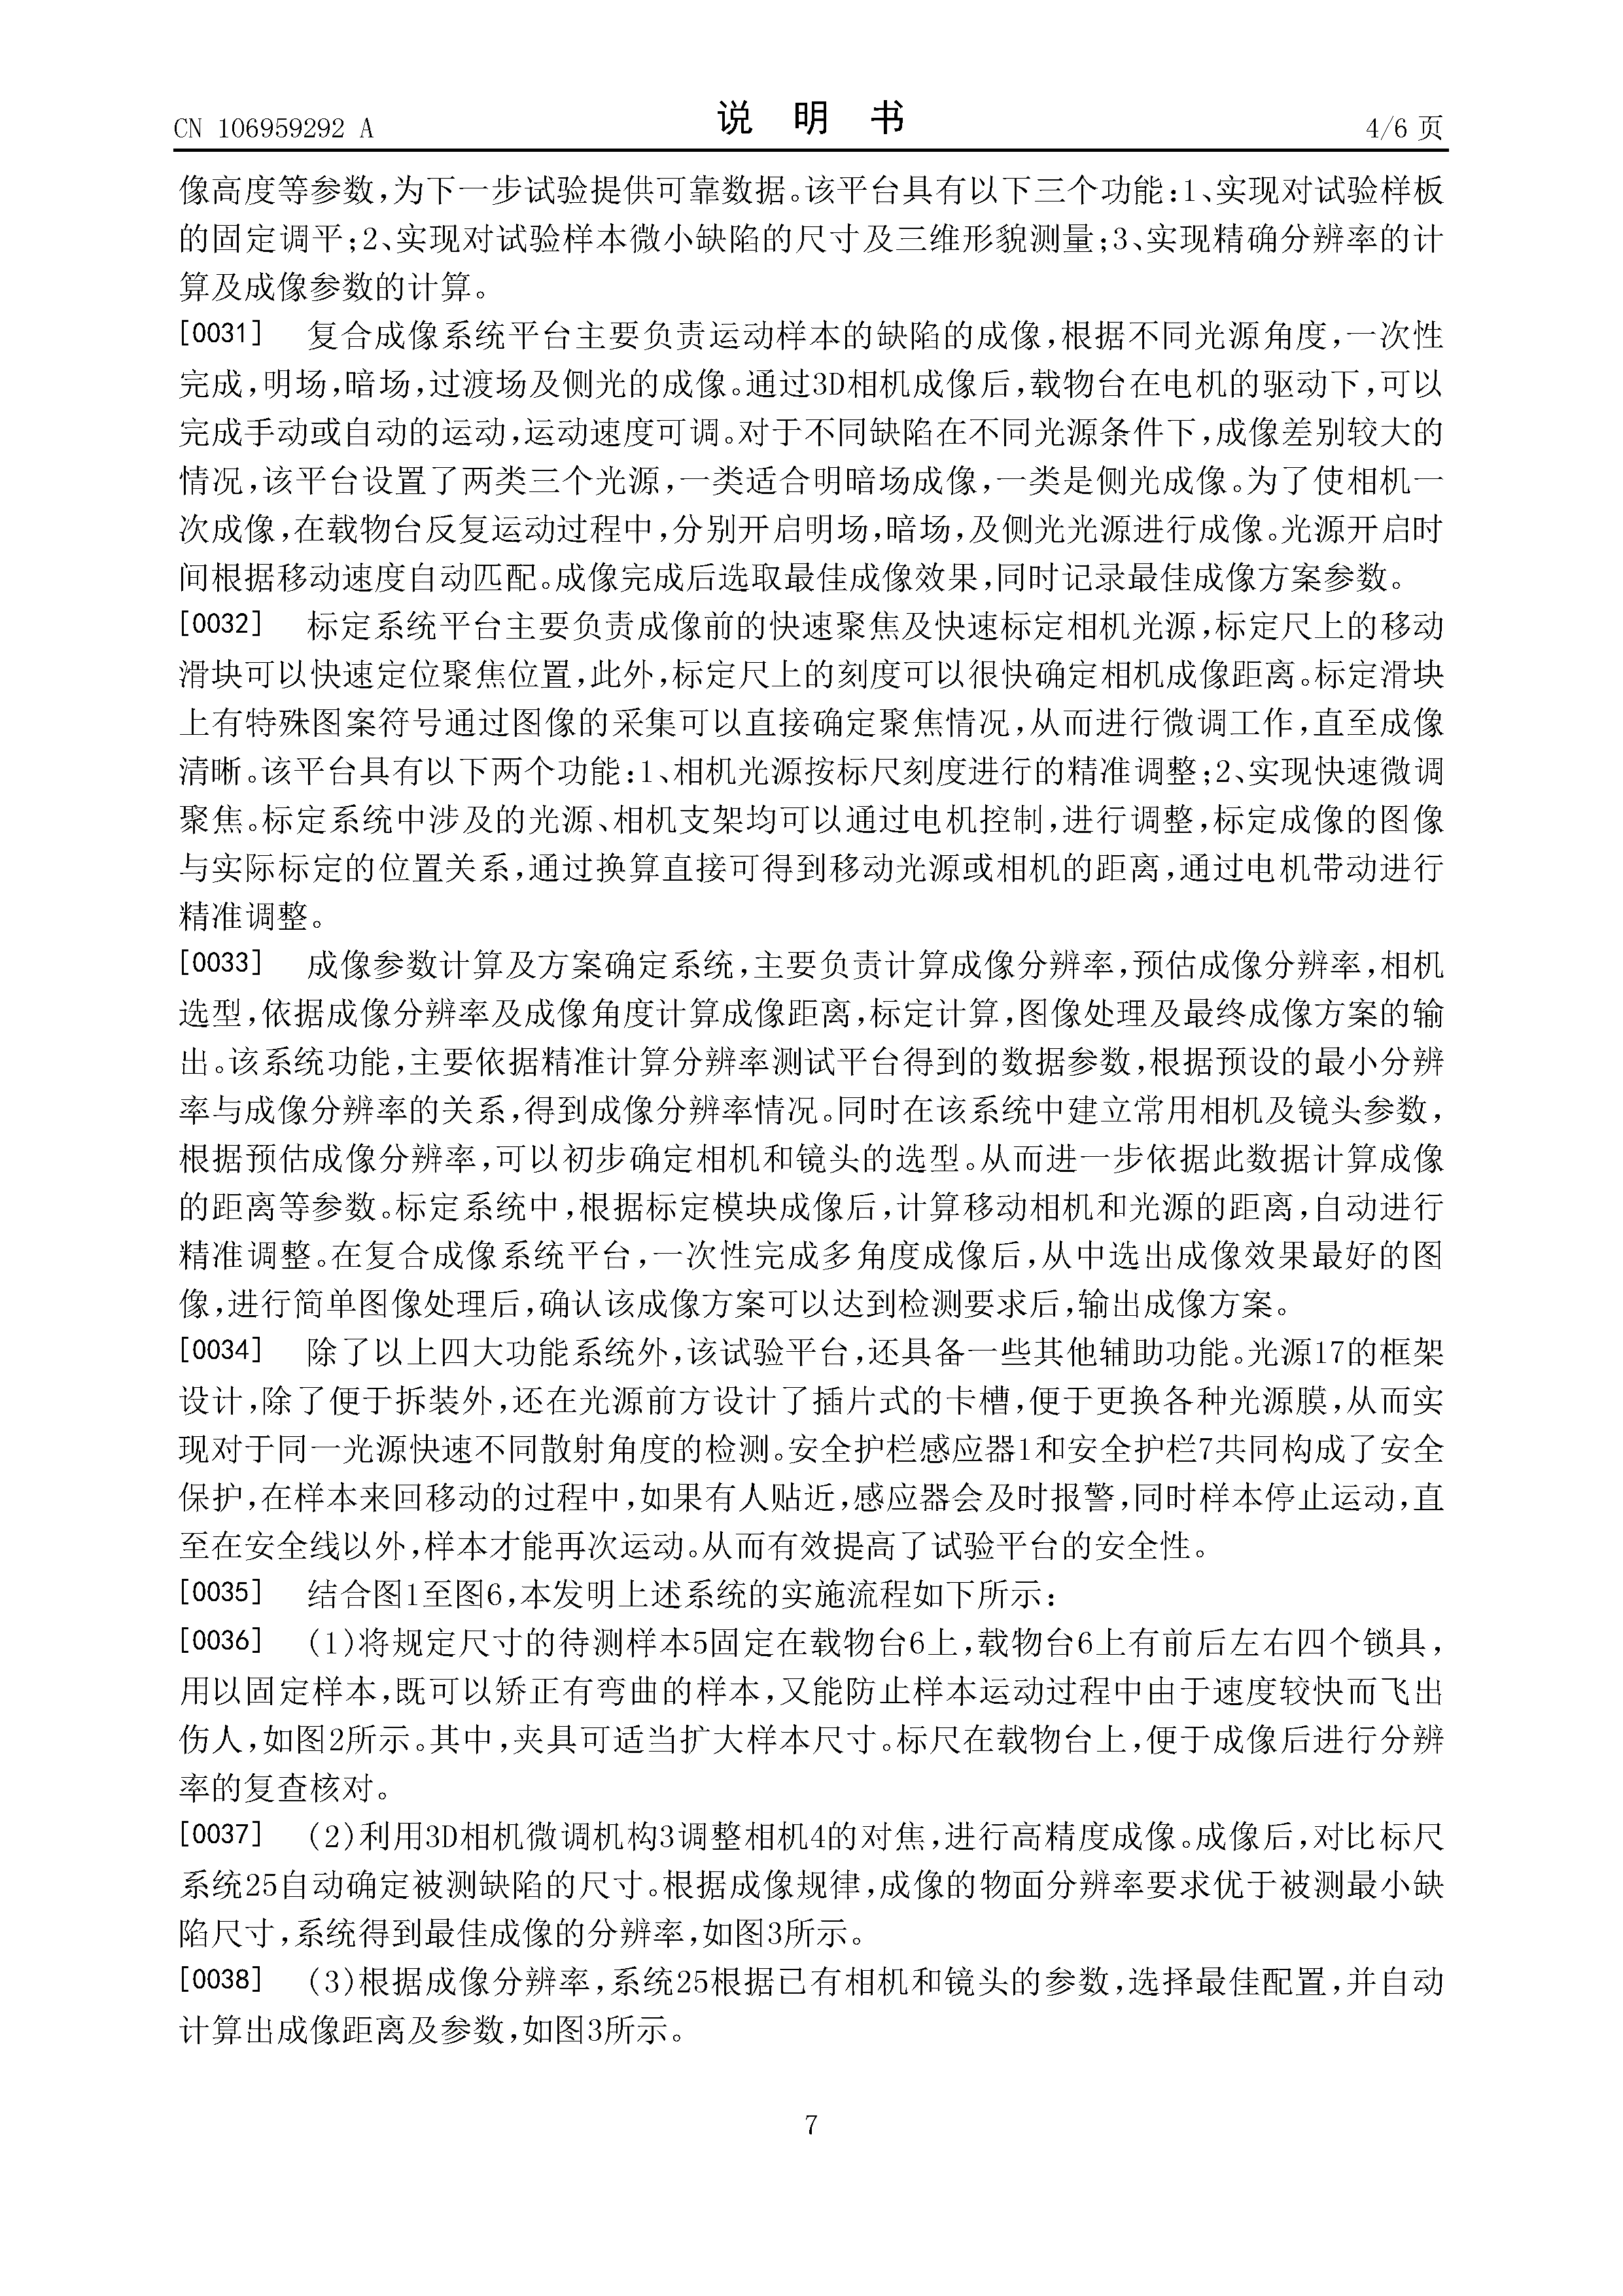 CN 106959292 A
说 明 书
4/6 页
像高度等参数,为下一步试验提供可靠数据。该平台具有以下三个功能:1、实现对试验样板
的固定调平;2、实现对试验样本微小缺陷的尺寸及三维形貌测量;3、实现精确分辨率的计
算及成像参数的计算。
[0031] 复合成像系统平台主要负责运动样本的缺陷的成像,根据不同光源角度,一次性
完成,明场,暗场,过渡场及侧光的成像。通过3D相机成像后,载物台在电机的驱动下,可以
完成手动或自动的运动,运动速度可调。对于不同缺陷在不同光源条件下,成像差别较大的
情况,该平台设置了两类三个光源,一类适合明暗场成像,一类是侧光成像。为了使相机一
次成像,在载物台反复运动过程中,分别开启明场,暗场,及侧光光源进行成像。光源开启时
间根据移动速度自动匹配。成像完成后选取最佳成像效果,同时记录最佳成像方案参数。
[0032] 标定系统平台主要负责成像前的快速聚焦及快速标定相机光源,标定尺上的移动
滑块可以快速定位聚焦位置,此外,标定尺上的刻度可以很快确定相机成像距离。标定滑块
上有特殊图案符号通过图像的采集可以直接确定聚焦情况,从而进行微调工作,直至成像
清晰。该平台具有以下两个功能:1、相机光源按标尺刻度进行的精准调整;2、实现快速微调
聚焦。标定系统中涉及的光源、相机支架均可以通过电机控制,进行调整,标定成像的图像
与实际标定的位置关系,通过换算直接可得到移动光源或相机的距离,通过电机带动进行
精准调整。
[0033] 成像参数计算及方案确定系统,主要负责计算成像分辨率,预估成像分辨率,相机
选型,依据成像分辨率及成像角度计算成像距离,标定计算,图像处理及最终成像方案的输
出。该系统功能,主要依据精准计算分辨率测试平台得到的数据参数,根据预设的最小分辨
率与成像分辨率的关系,得到成像分辨率情况。同时在该系统中建立常用相机及镜头参数,
根据预估成像分辨率,可以初步确定相机和镜头的选型。从而进一步依据此数据计算成像
的距离等参数。标定系统中,根据标定模块成像后,计算移动相机和光源的距离,自动进行
精准调整。在复合成像系统平台,一次性完成多角度成像后,从中选出成像效果最好的图
像,进行简单图像处理后,确认该成像方案可以达到检测要求后,输出成像方案。
[0034] 除了以上四大功能系统外,该试验平台,还具备一些其他辅助功能。光源17的框架
设计,除了便于拆装外,还在光源前方设计了插片式的卡槽,便于更换各种光源膜,从而实
现对于同一光源快速不同散射角度的检测。安全护栏感应器1和安全护栏7共同构成了安全
保护,在样本来回移动的过程中,如果有人贴近,感应器会及时报警,同时样本停止运动,直
至在安全线以外,样本才能再次运动。从而有效提高了试验平台的安全性。
[0035] 结合图1至图6,本发明上述系统的实施流程如下所示:
[0036] (1)将规定尺寸的待测样本5固定在载物台6上,载物台6上有前后左右四个锁具,
用以固定样本,既可以矫正有弯曲的样本,又能防止样本运动过程中由于速度较快而飞出
伤人,如图2所示。其中,夹具可适当扩大样本尺寸。标尺在载物台上,便于成像后进行分辨
率的复查核对。
[0037] (2)利用3D相机微调机构3调整相机4的对焦,进行高精度成像。成像后,对比标尺
系统25自动确定被测缺陷的尺寸。根据成像规律,成像的物面分辨率要求优于被测最小缺
陷尺寸,系统得到最佳成像的分辨率,如图3所示。
[0038] (3)根据成像分辨率,系统25根据已有相机和镜头的参数,选择最佳配置,并自动
计算出成像距离及参数,如图3所示。
7